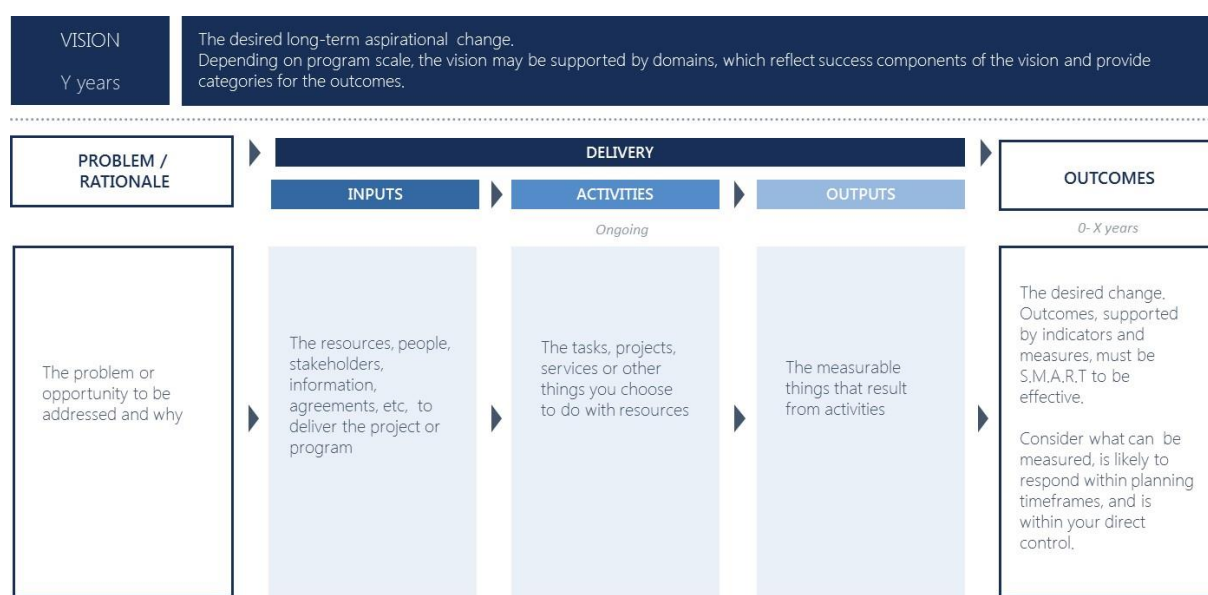 VISION
Y years
The desired long-term aspirational change.
Depending on program scale, the vision may be supported by domains, which reflect success components of the vision and provide
categories for the outcomes.
PROBLEM /
RATIONALE
DELIVERY
INPUTS
ACTIVITIES
OUTPUTS
OUTCOMES
Ongoing
0- X years
The problem or
opportunity to be
addressed and why
The resources, people,
stakeholders,
information,
agreements, etc, to
deliver the project or
program
The tasks, projects,
services or other
things you choose
to do with resources
The measurable
things that result
from activities
The desired change.
Outcomes, supported
by indicators and
measures, must be
S.M.A.R.T to be
effective.
Consider what can be
measured, is likely to
respond within planning
timeframes, and is
within your direct
control.